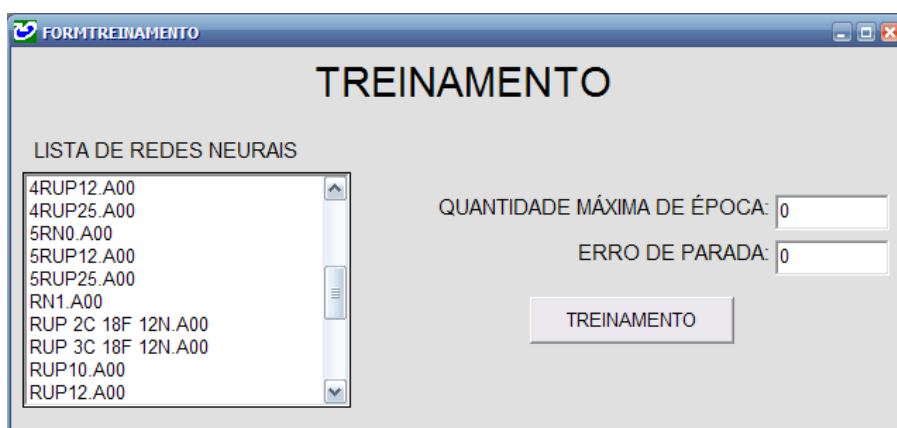 FORMTREINAMENTO
TREINAMENTO
LISTA DE REDES NEURAIS
4RUP12.A00
4RUP25.A00
5RN0.A00
5RUP12.A00
5RUP25.A00
RN1.A00
RUP 2C 18F 12N.A00
RUP 3C 18F 12N.A00
RUP10.A00
RUP12.A00
QUANTIDADE MÁXIMA DE ÉPOCA: 0
ERRO DE PARADA: 0
TREINAMENTO